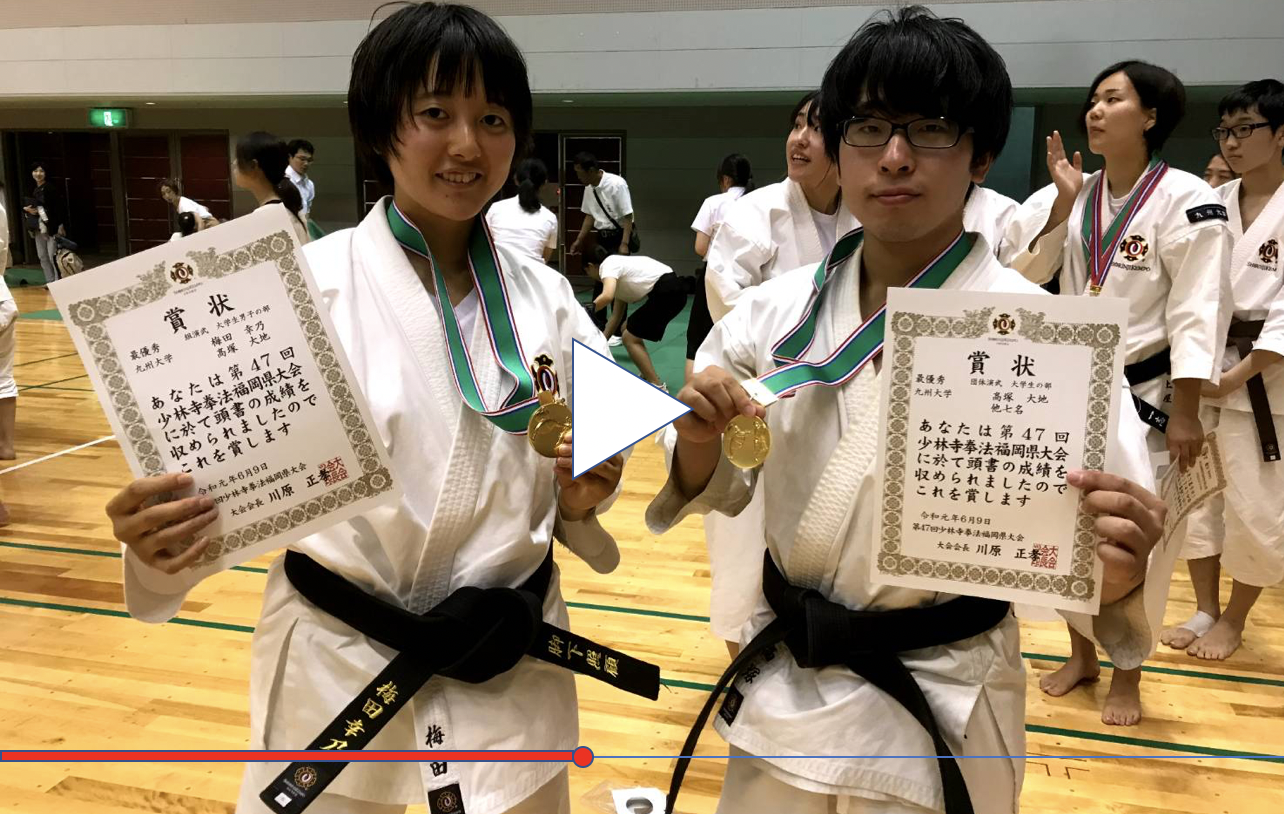 賞状
組演武 大学生男子の部
最優秀 梅田 幸乃
九州大学 高塚 大地
あなたは第47回
少林寺拳法福岡県大会
に於て頭書の成績を
収められましたので
これを賞します
令和元年6月9日
回少林寺拳法福岡県大会
大会会長 川原 正孝
梅田幸乃
梅田
賞状
最優秀 団体演武 大学生の部
九州大学 高塚 大地
他七名
あなたは第47回
少林寺拳法福岡県大会
に於て頭書の成績を
収められましたので
これを賞します
令和元年6月9日
第47回少林寺拳法福岡県大会
大会会長 川原 正孝
九州大
SHORINJI KEMPO